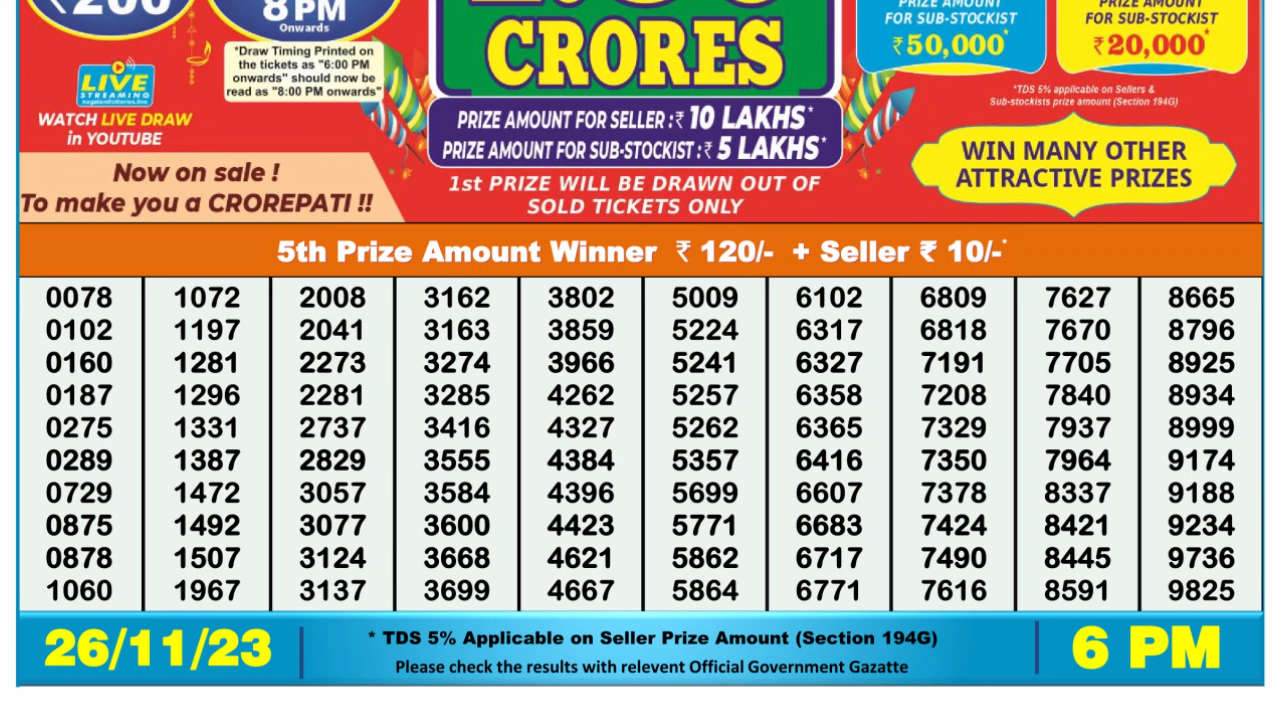 8PM
Onwards
*Draw Timing Printed on
the tickets as "6:00 PM
onwards" should now be
read as "8:00 PM onwards"
LIVE
STREAMING
nagalandlotteries.live
WATCH LIVE DRAW
in YOUTUBE
Now on sale !
To make you a CROREPATI !!
CRORES
PRIZE AMOUNT FOR SELLER :₹ 10 LAKHS*
PRIZE AMOUNT FOR SUB-STOCKIST :₹ 5 LAKHS*
1st PRIZE WILL BE DRAWN OUT OF
SOLD TICKETS ONLY
PRIZE AMOUNT
FOR SUB-STOCKIST
₹50,000*
PRIZE AMOUNT
FOR SUB-STOCKIST
₹20,000*
*TDS 5% applicable on Sellers &
Sub-stockists prize amount (Section 194G)
WIN MANY OTHER
ATTRACTIVE PRIZES
5th Prize Amount Winner ₹ 120/- + Seller ₹ 10/-*
0078 1072 2008 3162 3802 5009 6102 6809 7627 8665
0102 1197 2041 3163 3859 5224 6317 6818 7670 8796
0160 1281 2273 3274 3966 5241 6327 7191 7705 8925
0187 1296 2281 3285 4262 5257 6358 7208 7840 8934
0275 1331 2737 3416 4327 5262 6365 7329 7937 8999
0289 1387 2829 3555 4384 5357 6416 7350 7964 9174
0729 1472 3057 3584 4396 5699 6607 7378 8337 9188
0875 1492 3077 3600 4423 5771 6683 7424 8421 9234
0878 1507 3124 3668 4621 5862 6717 7490 8445 9736
1060 1967 3137 3699 4667 5864 6771 7616 8591 9825
26/11/23
* TDS 5% Applicable on Seller Prize Amount (Section 194G)
Please check the results with relevent Official Government Gazatte
6 PM